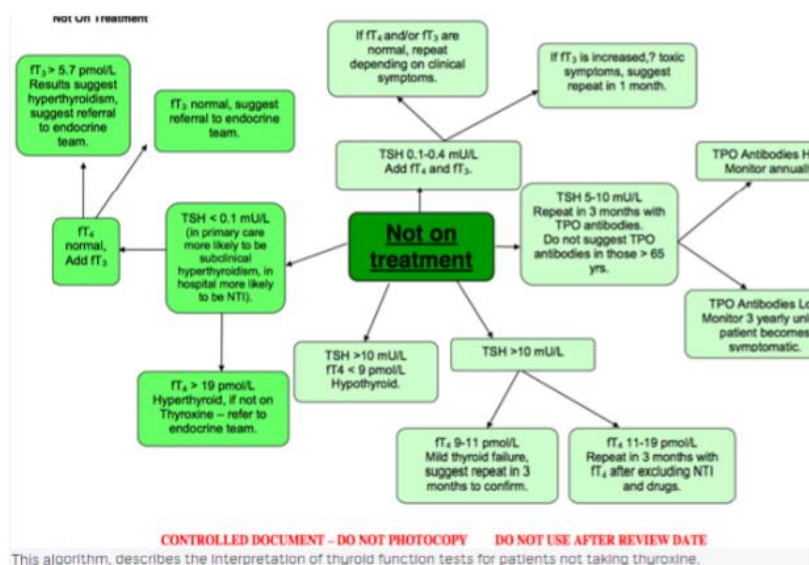 Not On Treatment
If fT₄ and/or fT₃ are
normal, repeat
depending on clinical
symptoms.
If fT₃ is increased,? toxic
symptoms, suggest
repeat in 1 month.
fT₃ > 5.7 pmol/L
Results suggest
hyperthyroidism,
suggest referral
to endocrine
team.
fT₃ normal, suggest
referral to endocrine
team.
TSH 0.1-0.4 mU/L
Add fT₄ and fT₃.
TPO Antibodies
Monitor
TSH 5-10 mU/L
Repeat in 3 months with
TPO antibodies.
Do not suggest TPO
antibodies in those > 65
yrs.
fT₄
normal,
Add fT₃
TSH < 0.1 mU/L
(in primary care
more likely to be
subclinical
hyperthyroidism, in
hospital more likely
to be NTI).
Not on
treatment
TPO Antibodies
Monitor 3 yearly
patient becomes
symptomatic.
TSH >10 mU/L
fT4 < 9 pmol/L
Hypothyroid.
TSH >10 mU/L
fT₄ > 19 pmol/L
Hyperthyroid, if not on
Thyroxine – refer to
endocrine team.
fT₄ 9-11 pmol/L
Mild thyroid failure,
suggest repeat in 3
months to confirm.
fT₄ 11-19 pmol/L
Repeat in 3 months with
fT₄ after excluding NTI
and drugs.
CONTROLLED DOCUMENT – DO NOT PHOTOCOPY DO NOT USE AFTER REVIEW DATE
This algorithm, describes the interpretation of thyroid function tests for patients not taking thyroxine.